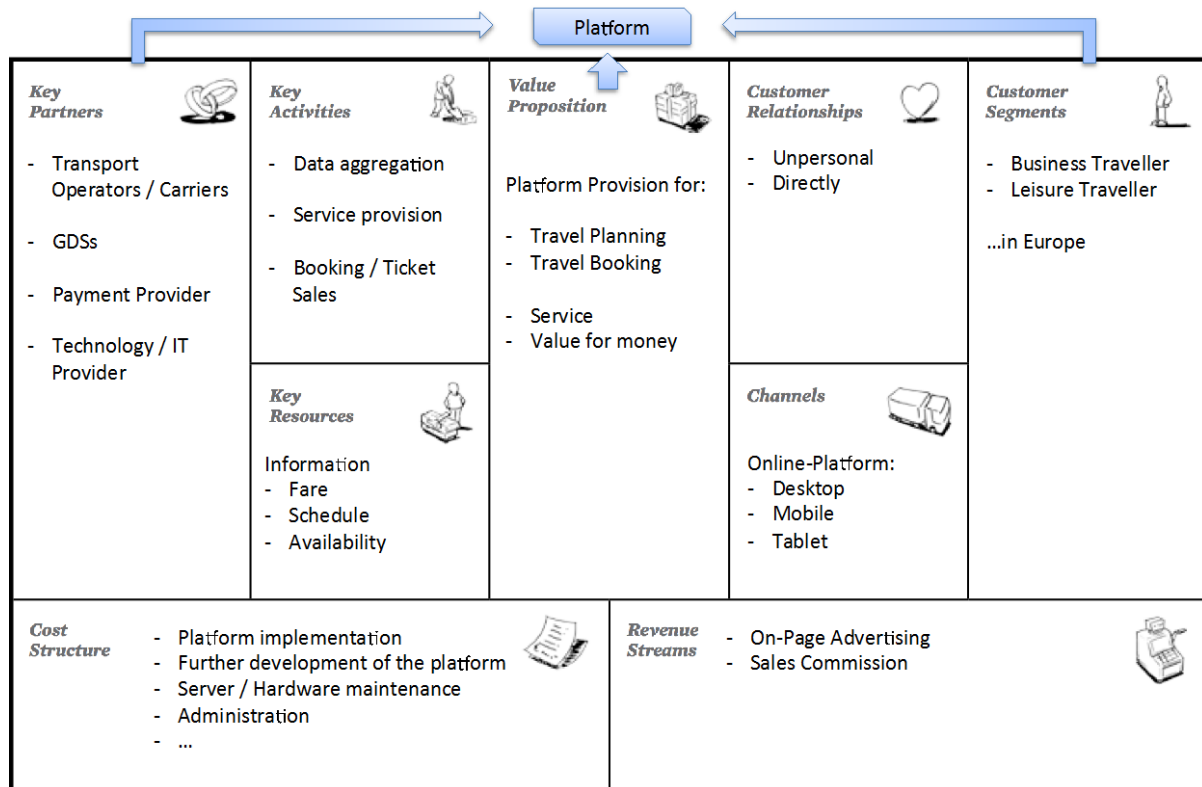 Platform
Key
Partners
- Transport
Operators / Carriers
- GDSs
- Payment Provider
- Technology / IT
Provider
Key
Activities
- Data aggregation
- Service provision
- Booking / Ticket
Sales
Key
Resources
Information
- Fare
- Schedule
- Availability
Value
Proposition
Platform Provision for:
- Travel Planning
- Travel Booking
- Service
- Value for money
Customer
Relationships
- Unpersonal
- Directly
Channels
Online-Platform:
- Desktop
- Mobile
- Tablet
Customer
Segments
- Business Traveller
- Leisure Traveller
...in Europe
Cost
Structure
- Platform implementation
- Further development of the platform
- Server / Hardware maintenance
- Administration
- ...
Revenue
Streams
- On-Page Advertising
- Sales Commission